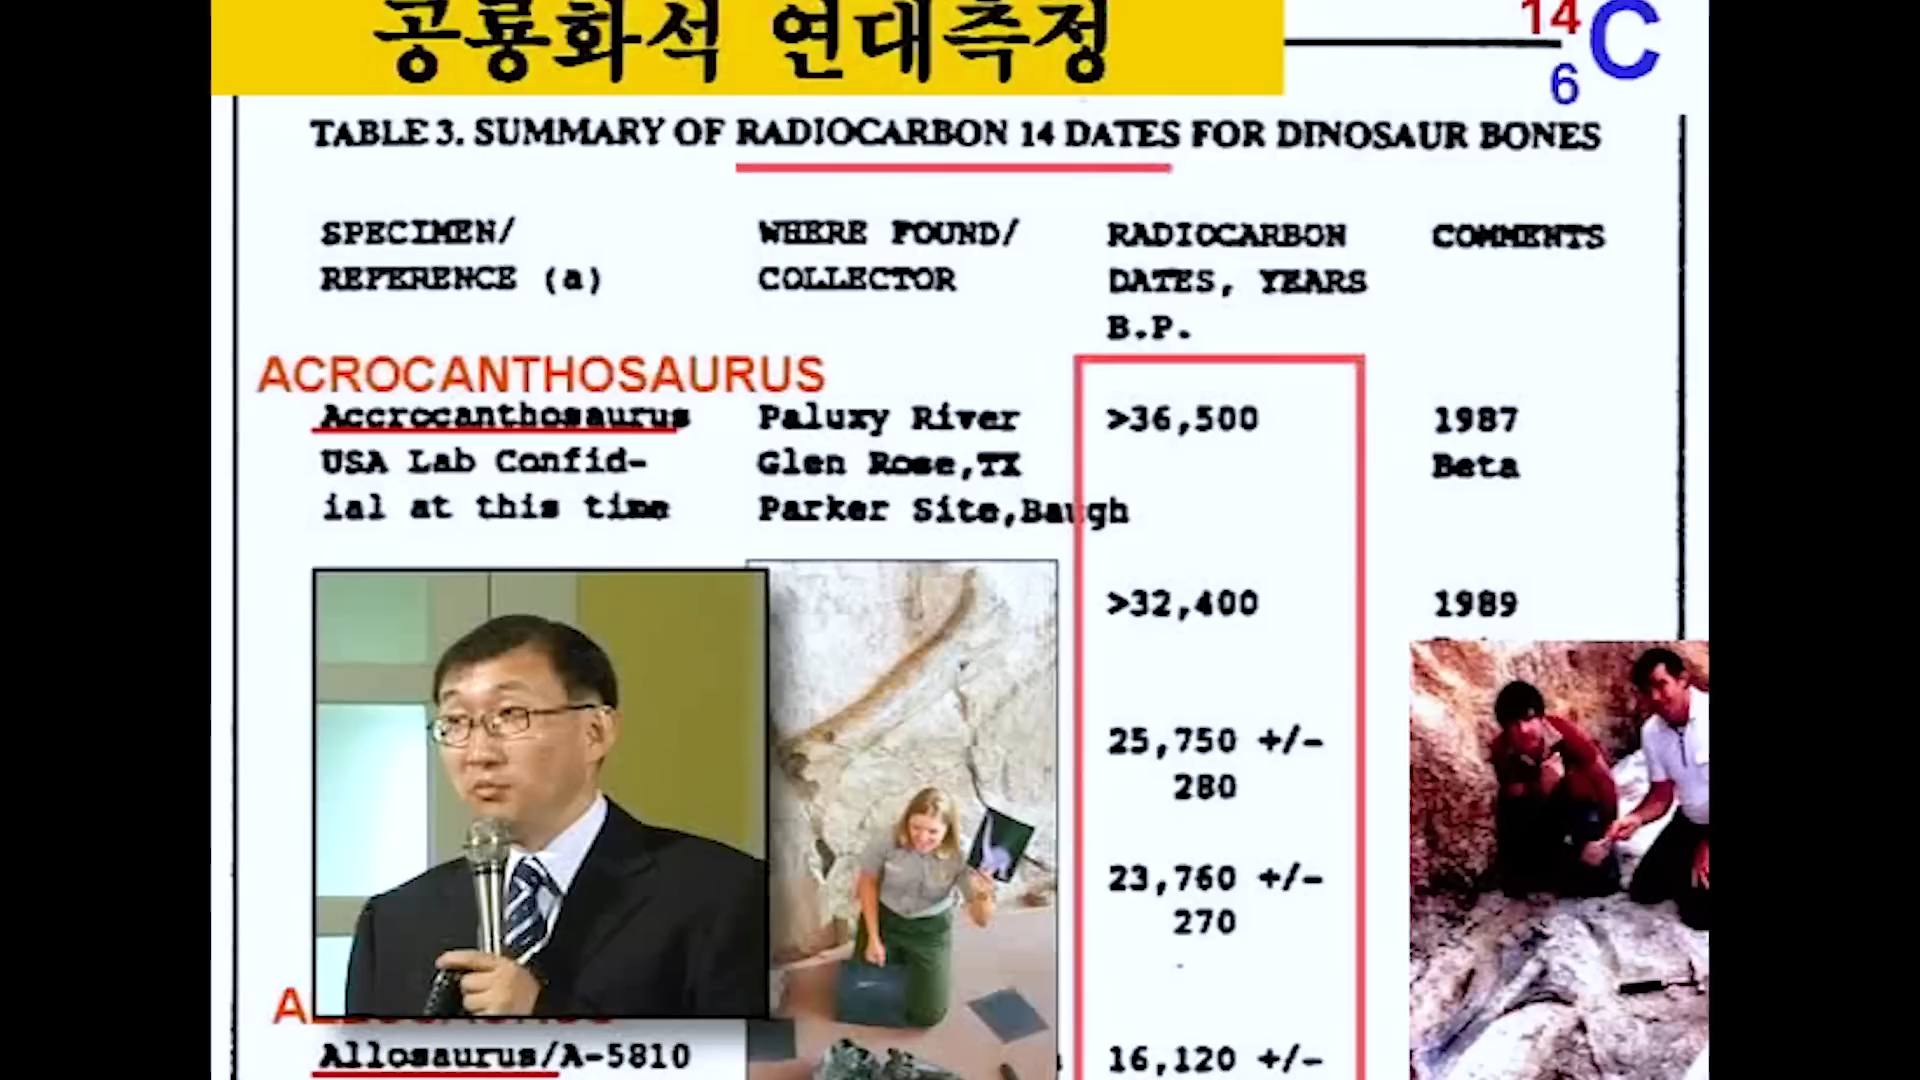 공룡화석 연대측정
14
6 C
TABLE 3. SUMMARY OF RADIOCARBON 14 DATES FOR DINOSAUR BONES
SPECIMEN/ WHERE FOUND/ RADIOCARBON COMMENTS
REFERENCE (a) COLLECTOR DATES, YEARS
B.P.
ACROCANTHOSAURUS
Accrocanthosaurus Paluxy River >36,500 1987
USA Lab Confid- Glen Rose,TX Beta
ial at this time Parker Site,Baugh
>32,400 1989
25,750 +/-
280
23,760 +/-
270
Allosaurus/A-5810 16,120 +/-